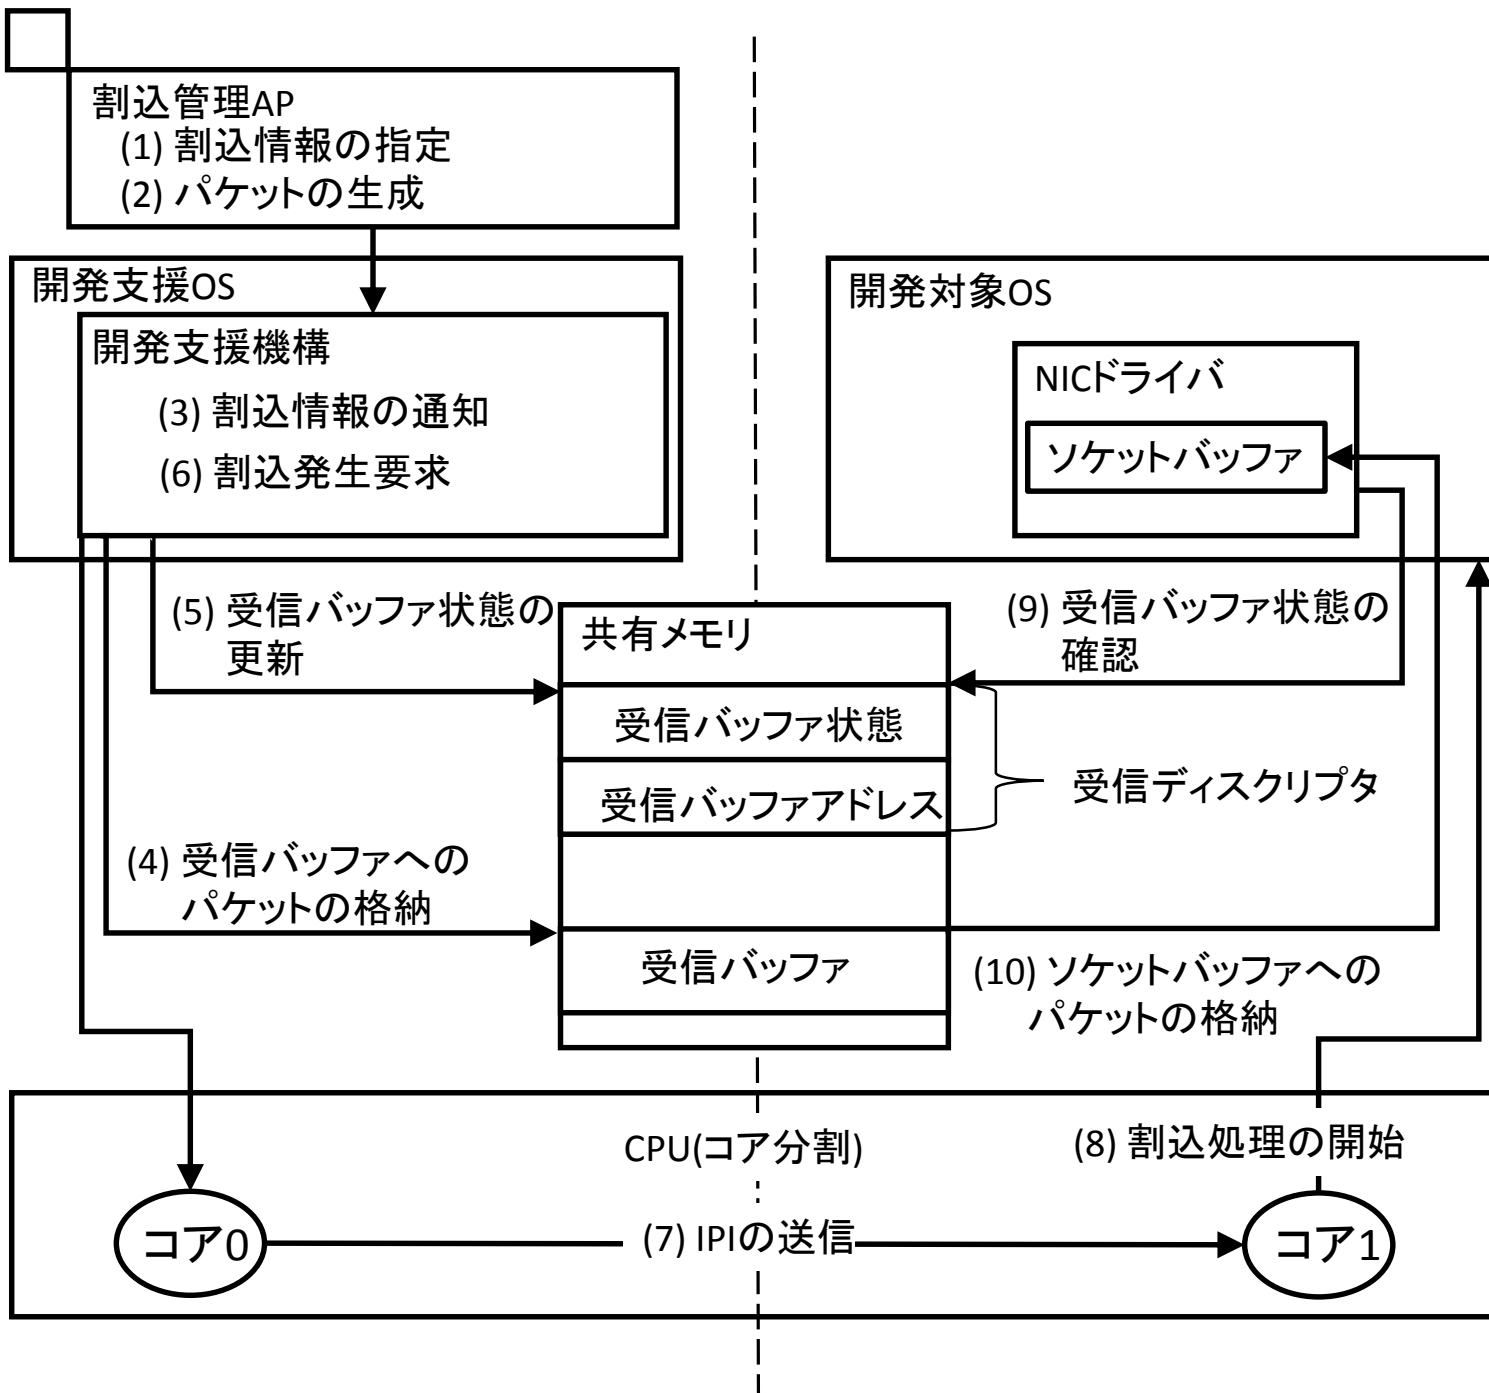 割込管理AP
(1) 割込情報の指定
(2) パケットの生成
開発支援OS
開発支援機構
(3) 割込情報の通知
(6) 割込発生要求
開発対象OS
NICドライバ
ソケットバッファ
(5) 受信バッファ状態の
更新
共有メモリ
(9) 受信バッファ状態の
確認
受信バッファ状態
受信バッファアドレス
受信ディスクリプタ
(4) 受信バッファへの
パケットの格納
受信バッファ
(10) ソケットバッファへの
パケットの格納
CPU(コア分割)
(8) 割込処理の開始
コア0
(7) IPIの送信
コア1